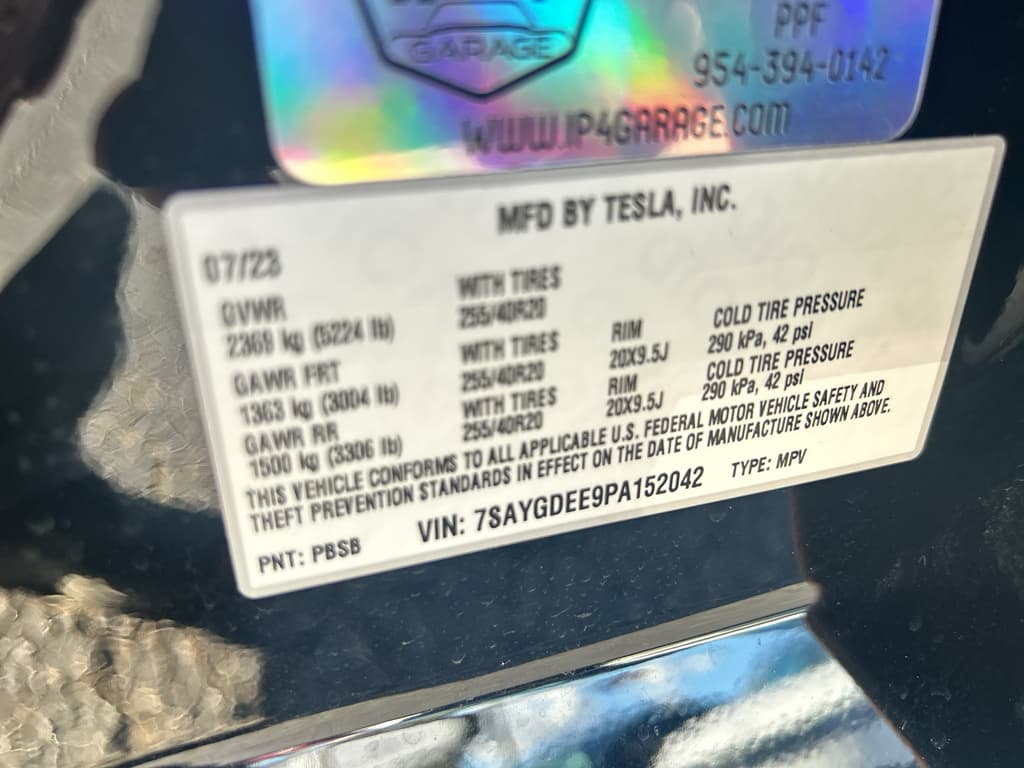 GARAGE
PPF
954-394-0142
WWW.IP4GARAGE.COM
MFD BY TESLA, INC.
07/23
GVWR
2369 kg (5224 lb)
WITH TIRES
255/40R20
GAWR FRT
1363 kg (3004 lb)
WITH TIRES
255/40R20
RIM
20X9.5J
COLD TIRE PRESSURE
290 kPa, 42 psi
GAWR RR
1500 kg (3306 lb)
WITH TIRES
255/40R20
RIM
20X9.5J
COLD TIRE PRESSURE
290 kPa, 42 psi
THIS VEHICLE CONFORMS TO ALL APPLICABLE U.S. FEDERAL MOTOR VEHICLE SAFETY AND
THEFT PREVENTION STANDARDS IN EFFECT ON THE DATE OF MANUFACTURE SHOWN ABOVE.
PNT: PBSB
VIN: 7SAYGDEE9PA152042
TYPE: MPV